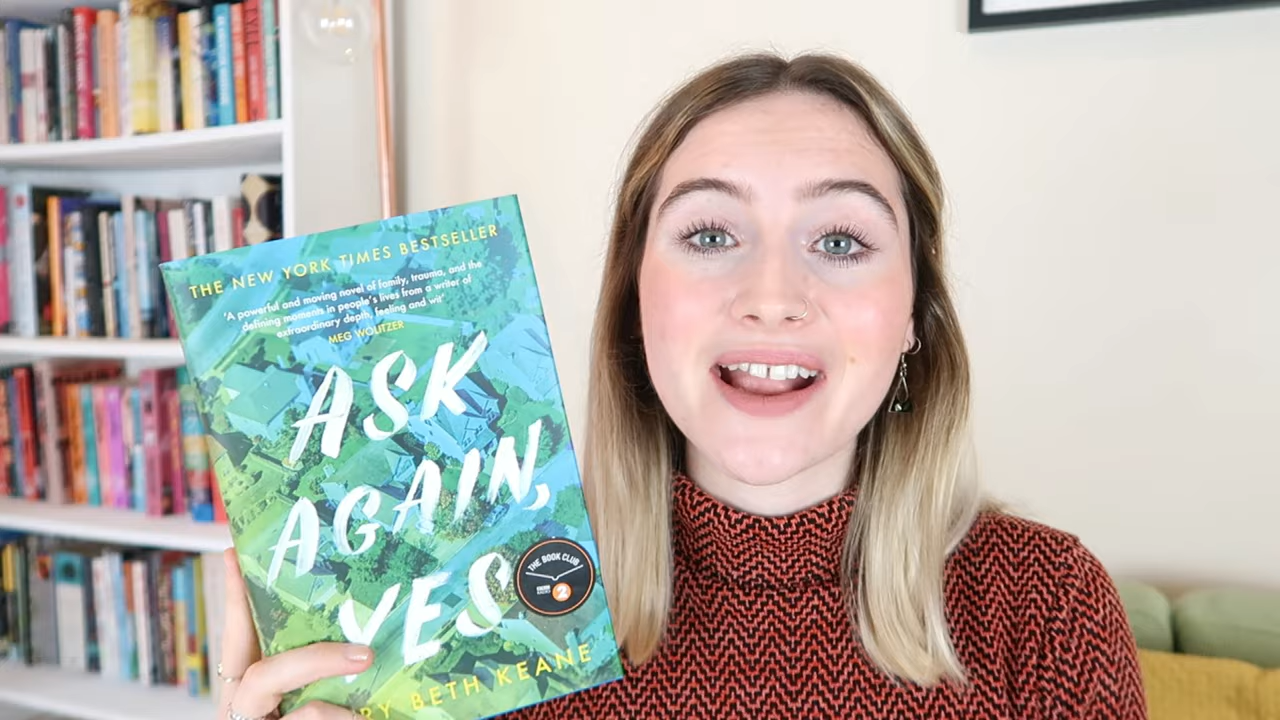 THE NEW YORK TIMES BESTSELLER
'A powerful and moving novel of family, trauma, and the
defining moments in people's lives from a writer of
extraordinary depth, feeling and wit'
MEG WOLITZER
ASK
AGAIN,
YES
THE BOOK CLUB
BBC
RADIO
2
RY BETH KEANE